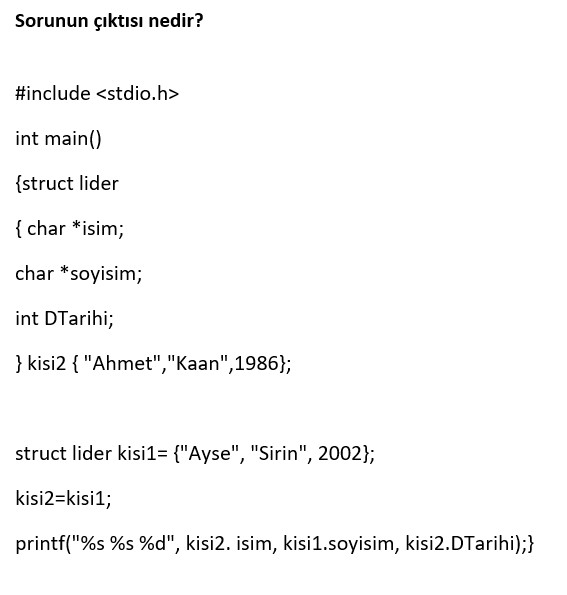 Sorunun çıktısı nedir?
#include <stdio.h>
int main()
{struct lider
{ char *isim;
char *soyisim;
int DTarihi;
} kisi2 { "Ahmet","Kaan",1986};
struct lider kisi1= {"Ayse", "Sirin", 2002};
kisi2=kisi1;
printf("%s %s %d", kisi2. isim, kisi1.soyisim, kisi2.DTarihi);}